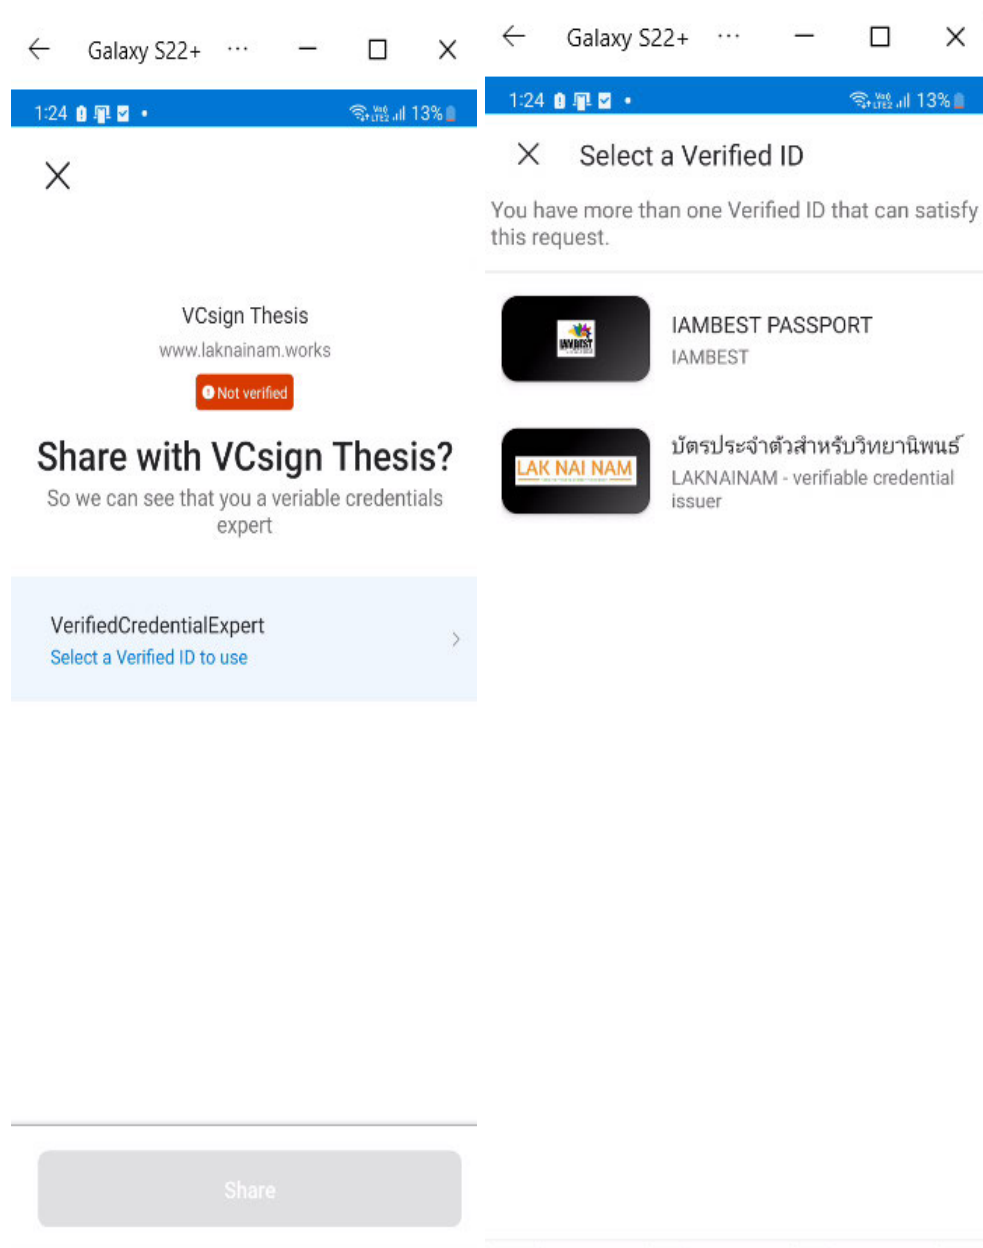 Galaxy S22+ ...
1:24
13%
VCsign Thesis
www.laknainam.works
Not verified
Share with VCsign Thesis?
So we can see that you a veriable credentials
expert
VerifiedCredentialExpert
Select a Verified ID to use
Share
Galaxy S22+ ...
1:24
13%
Select a Verified ID
You have more than one Verified ID that can satisfy
this request.
IAMBEST
IAMBEST PASSPORT
IAMBEST
LAK NAI NAM
บัตรประจำตัวสำหรับวิทยานิพนธ์
LAKNAINAM - verifiable credential
issuer